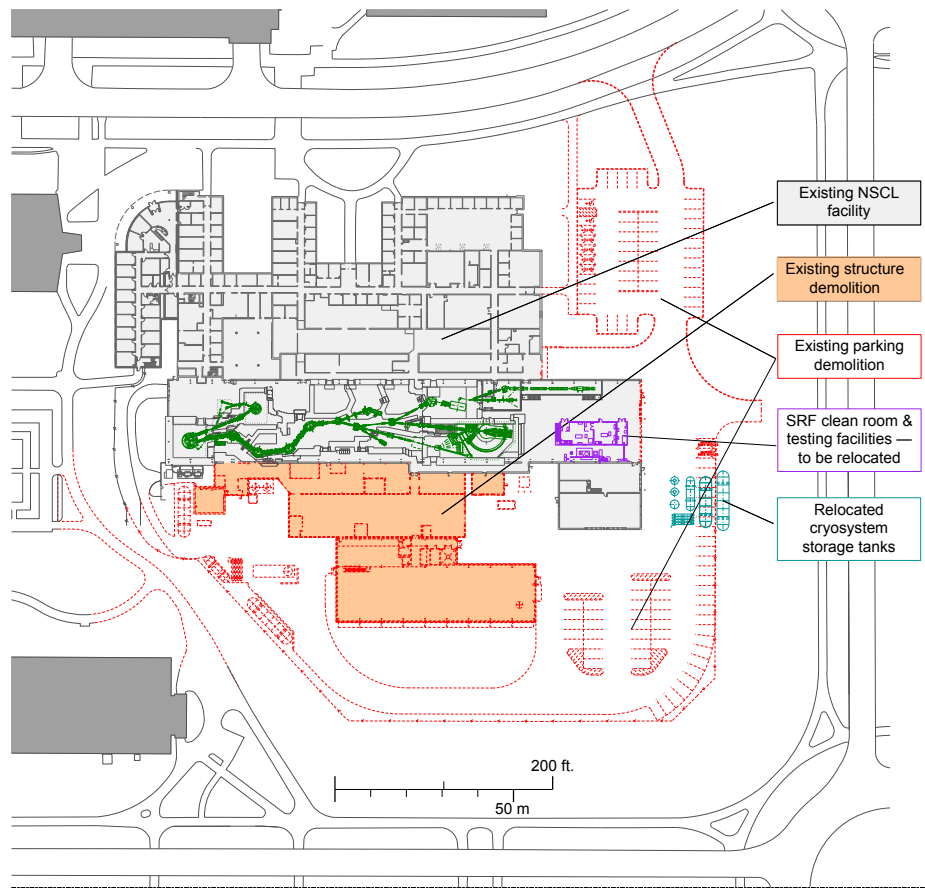 Existing NSCL
facility
Existing structure
demolition
Existing parking
demolition
SRF clean room &
testing facilities —
to be relocated
Relocated
cryosystem
storage tanks
200 ft.
50 m